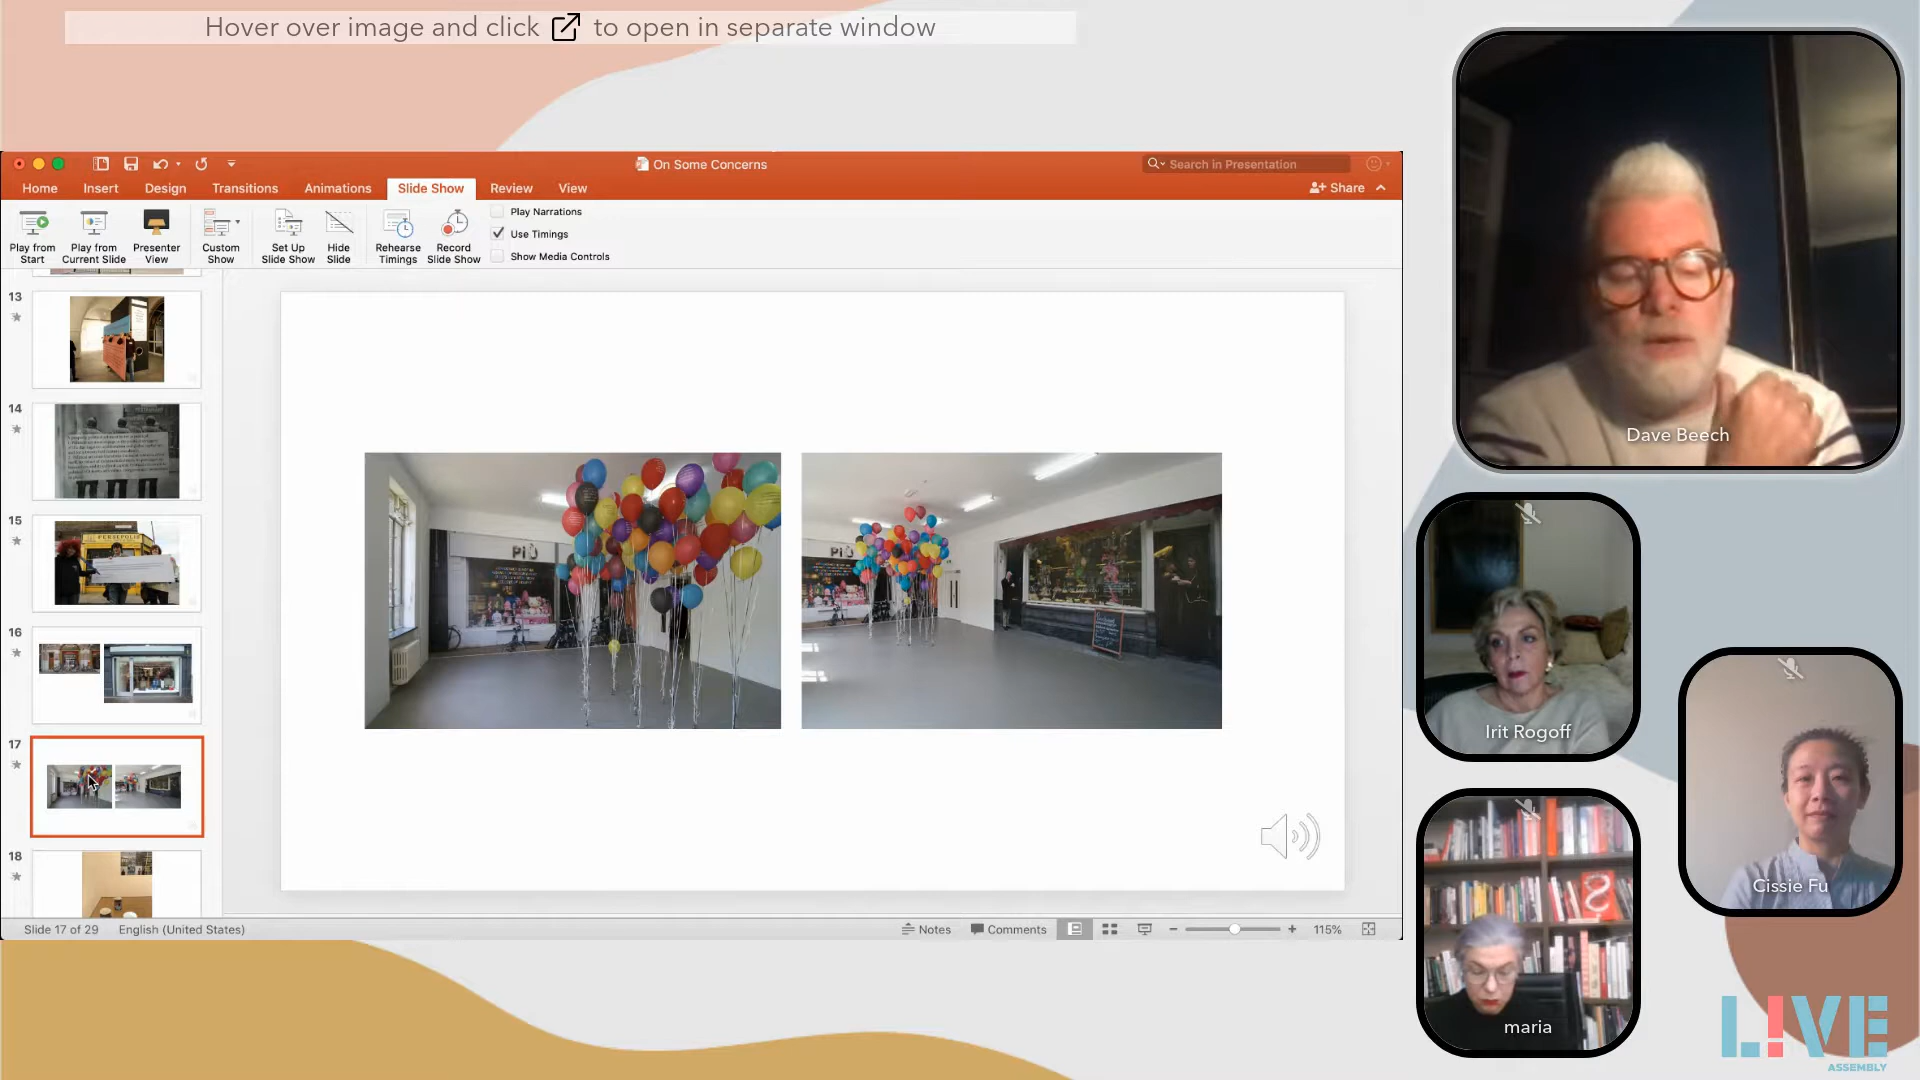 Hover over image and click to open in separate window
On Some Concerns
Search in Presentation
Home Insert Design Transitions Animations Slide Show Review View
Share
Play from Start
Play from Current Slide
Presenter View
Custom Show
Set Up Slide Show
Hide Slide
Rehearse Timings
Record Slide Show
Play Narrations
Use Timings
Show Media Controls
13
14
15
PERSEPOLIS
16
17
18
PiÙ
PiÙ
Slide 17 of 29 English (United States)
Notes Comments 115%
Dave Beech
Irit Rogoff
Cissie Fu
maria
L!VE
ASSEMBLY